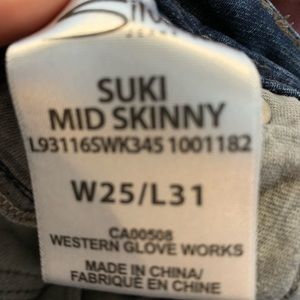 SUKI
MID SKINNY
L93116SWK345 1001182
W25/L31
CA00508
WESTERN GLOVE WORKS
MADE IN CHINA/
FABRIQUÉ EN CHINE